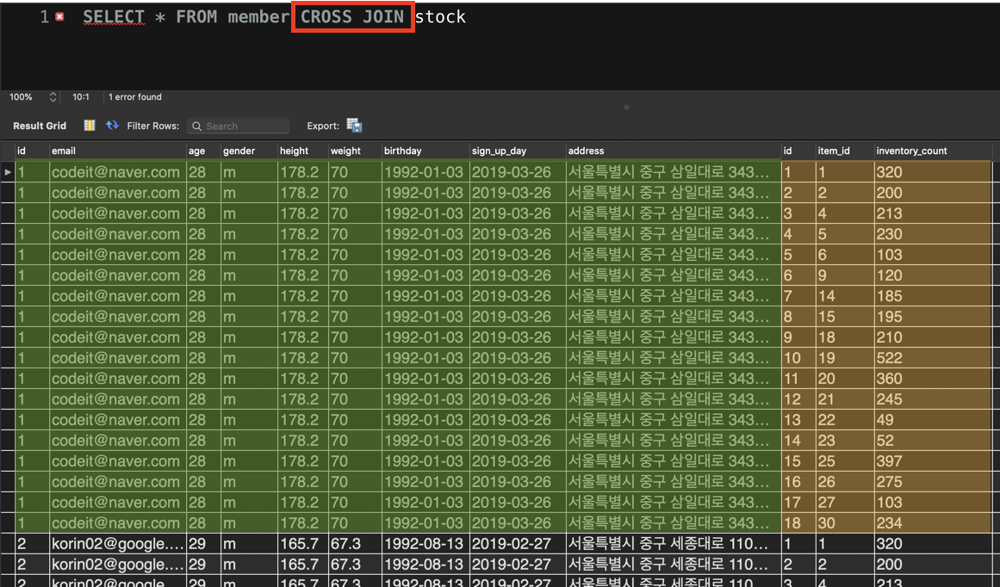 1 SELECT * FROM member CROSS JOIN stock
100% 10:1 1 error found
Result Grid Filter Rows: Search Export:
id email age gender height weight birthday sign_up_day address id item_id inventory_count
1 codeit@naver.com 28 m 178.2 70 1992-01-03 2019-03-26 서울특별시 중구 삼일대로 343... 1 1 320
1 codeit@naver.com 28 m 178.2 70 1992-01-03 2019-03-26 서울특별시 중구 삼일대로 343... 2 2 200
1 codeit@naver.com 28 m 178.2 70 1992-01-03 2019-03-26 서울특별시 중구 삼일대로 343... 3 4 213
1 codeit@naver.com 28 m 178.2 70 1992-01-03 2019-03-26 서울특별시 중구 삼일대로 343... 4 5 230
1 codeit@naver.com 28 m 178.2 70 1992-01-03 2019-03-26 서울특별시 중구 삼일대로 343... 5 6 103
1 codeit@naver.com 28 m 178.2 70 1992-01-03 2019-03-26 서울특별시 중구 삼일대로 343... 6 9 120
1 codeit@naver.com 28 m 178.2 70 1992-01-03 2019-03-26 서울특별시 중구 삼일대로 343... 7 14 185
1 codeit@naver.com 28 m 178.2 70 1992-01-03 2019-03-26 서울특별시 중구 삼일대로 343... 8 15 195
1 codeit@naver.com 28 m 178.2 70 1992-01-03 2019-03-26 서울특별시 중구 삼일대로 343... 9 18 210
1 codeit@naver.com 28 m 178.2 70 1992-01-03 2019-03-26 서울특별시 중구 삼일대로 343... 10 19 522
1 codeit@naver.com 28 m 178.2 70 1992-01-03 2019-03-26 서울특별시 중구 삼일대로 343... 11 20 360
1 codeit@naver.com 28 m 178.2 70 1992-01-03 2019-03-26 서울특별시 중구 삼일대로 343... 12 21 245
1 codeit@naver.com 28 m 178.2 70 1992-01-03 2019-03-26 서울특별시 중구 삼일대로 343... 13 22 49
1 codeit@naver.com 28 m 178.2 70 1992-01-03 2019-03-26 서울특별시 중구 삼일대로 343... 14 23 52
1 codeit@naver.com 28 m 178.2 70 1992-01-03 2019-03-26 서울특별시 중구 삼일대로 343... 15 25 397
1 codeit@naver.com 28 m 178.2 70 1992-01-03 2019-03-26 서울특별시 중구 삼일대로 343... 16 26 275
1 codeit@naver.com 28 m 178.2 70 1992-01-03 2019-03-26 서울특별시 중구 삼일대로 343... 17 27 103
1 codeit@naver.com 28 m 178.2 70 1992-01-03 2019-03-26 서울특별시 중구 삼일대로 343... 18 30 234
2 korin02@google.... 29 m 165.7 67.3 1992-08-13 2019-02-27 서울특별시 중구 세종대로 110... 1 1 320
2 korin02@google.... 29 m 165.7 67.3 1992-08-13 2019-02-27 서울특별시 중구 세종대로 110... 2 2 200
2 korin02@google.... 29 m 165.7 67.3 1992-08-13 2019-02-27 서울특별시 중구 세종대로 110... 3 4 213